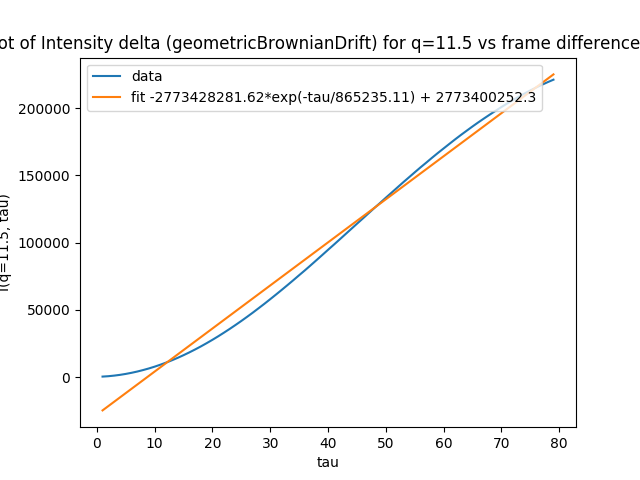 ot of Intensity delta (geometricBrownianDrift) for q=11.5 vs frame difference
data
fit -2773428281.62*exp(-tau/865235.11) + 2773400252.3
200000
150000
100000
50000
0
I(q=11.5, tau)
0 10 20 30 40 50 60 70 80
tau